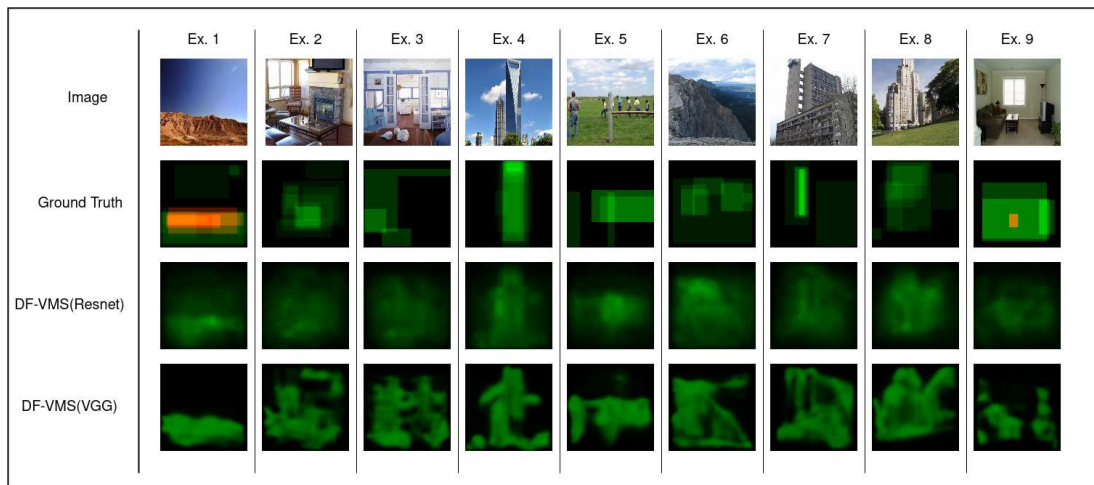 Ex. 1 Ex. 2 Ex. 3 Ex. 4 Ex. 5 Ex. 6 Ex. 7 Ex. 8 Ex. 9
Image
Ground Truth
DF-VMS(Resnet)
DF-VMS(VGG)